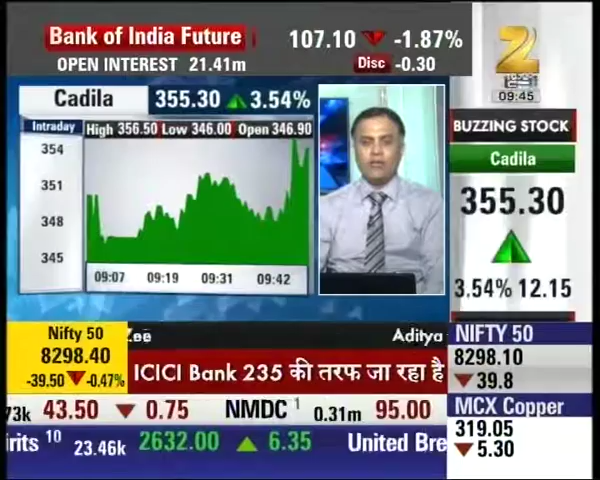 Bank of India Future
107.10 -1.87%
OPEN INTEREST 21.41m
Disc -0.30
Z
09:45
Cadila 355.30 3.54%
Intraday High 356.50 Low 346.00 Open 346.90
354
351
348
345
09:07 09:19 09:31 09:42
BUZZING STOCK
Cadila
355.30
3.54% 12.15
Nifty 50
8298.40
-39.50 -0.47%
Zee Aditya
ICICI Bank 235 की तरफ जा रहा है
NIFTY 50
8298.10
39.8
73k 43.50 0.75 NMDC 1 0.31m 95.00
MCX Copper
319.05
5.30
irits 10 23.46k 2632.00 6.35 United Bre